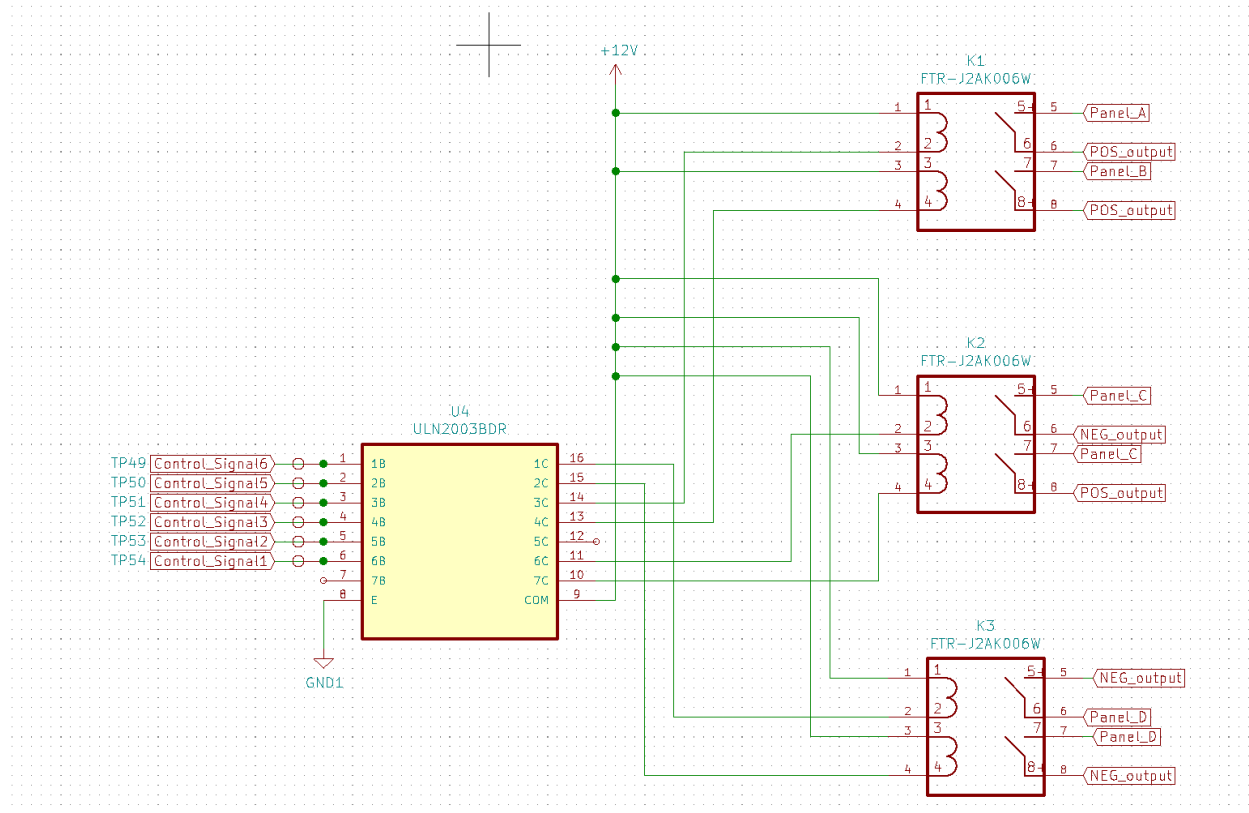 +12V
K1
FTR-J2AK006W
1 1 5 5 Panel_A
2 2 6 6 POS_output
3 3 7 7 Panel_B
4 4 8 8 POS_output
K2
FTR-J2AK006W
1 1 5 5 Panel_C
2 2 6 6 NEG_output
3 3 7 7 Panel_C
4 4 8 8 POS_output
U4
ULN2003BDR
TP49 Control_Signal6 1 1B 1C 16
TP50 Control_Signal5 2 2B 2C 15
TP51 Control_Signal4 3 3B 3C 14
TP52 Control_Signal3 4 4B 4C 13
TP53 Control_Signal2 5 5B 5C 12
TP54 Control_Signal1 6 6B 6C 11
7 7B 7C 10
8 E COM 9
GND1
K3
FTR-J2AK006W
1 1 5 5 NEG_output
2 2 6 6 Panel_D
3 3 7 7 Panel_D
4 4 8 8 NEG_output